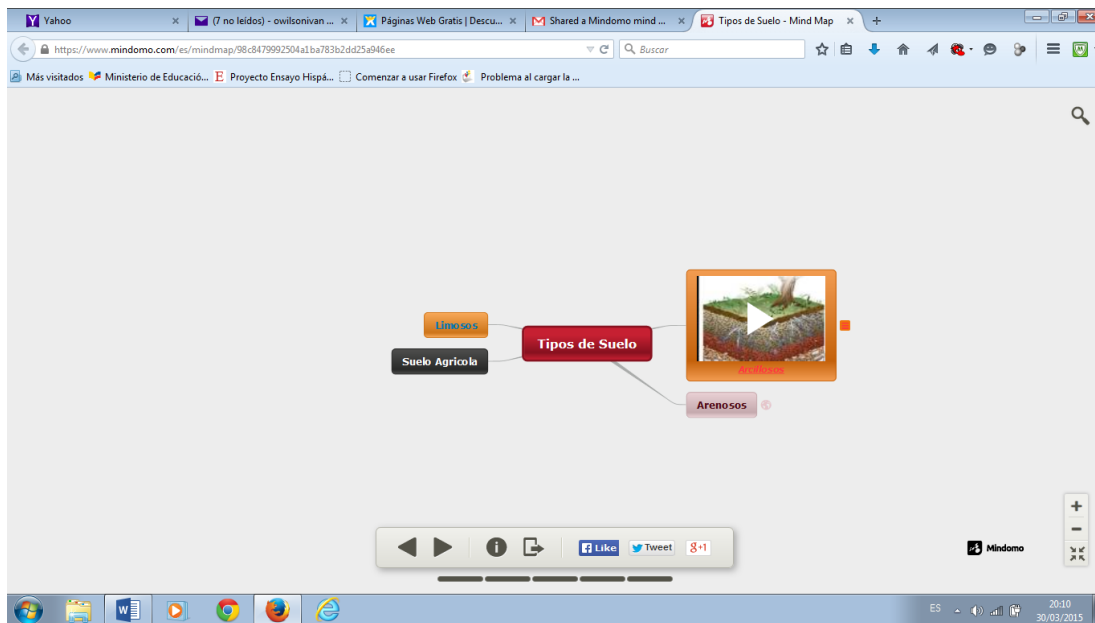 Yahoo
(7 no leídos) - owilsonivan ...
Páginas Web Gratis | Descu...
Shared a Mindomo mind ...
Tipos de Suelo - Mind Map
https://www.mindomo.com/es/mindmap/98c8479992504a1ba783b2dd25a946ee
Buscar
Más visitados
Ministerio de Educació...
Proyecto Ensayo Hispá...
Comenzar a usar Firefox
Problema al cargar la ...
Limosos
Tipos de Suelo
Suelo Agricola
Arcillosos
Arenosos
Like
Tweet
g+1
Mindomo
ES
20:10
30/03/2015